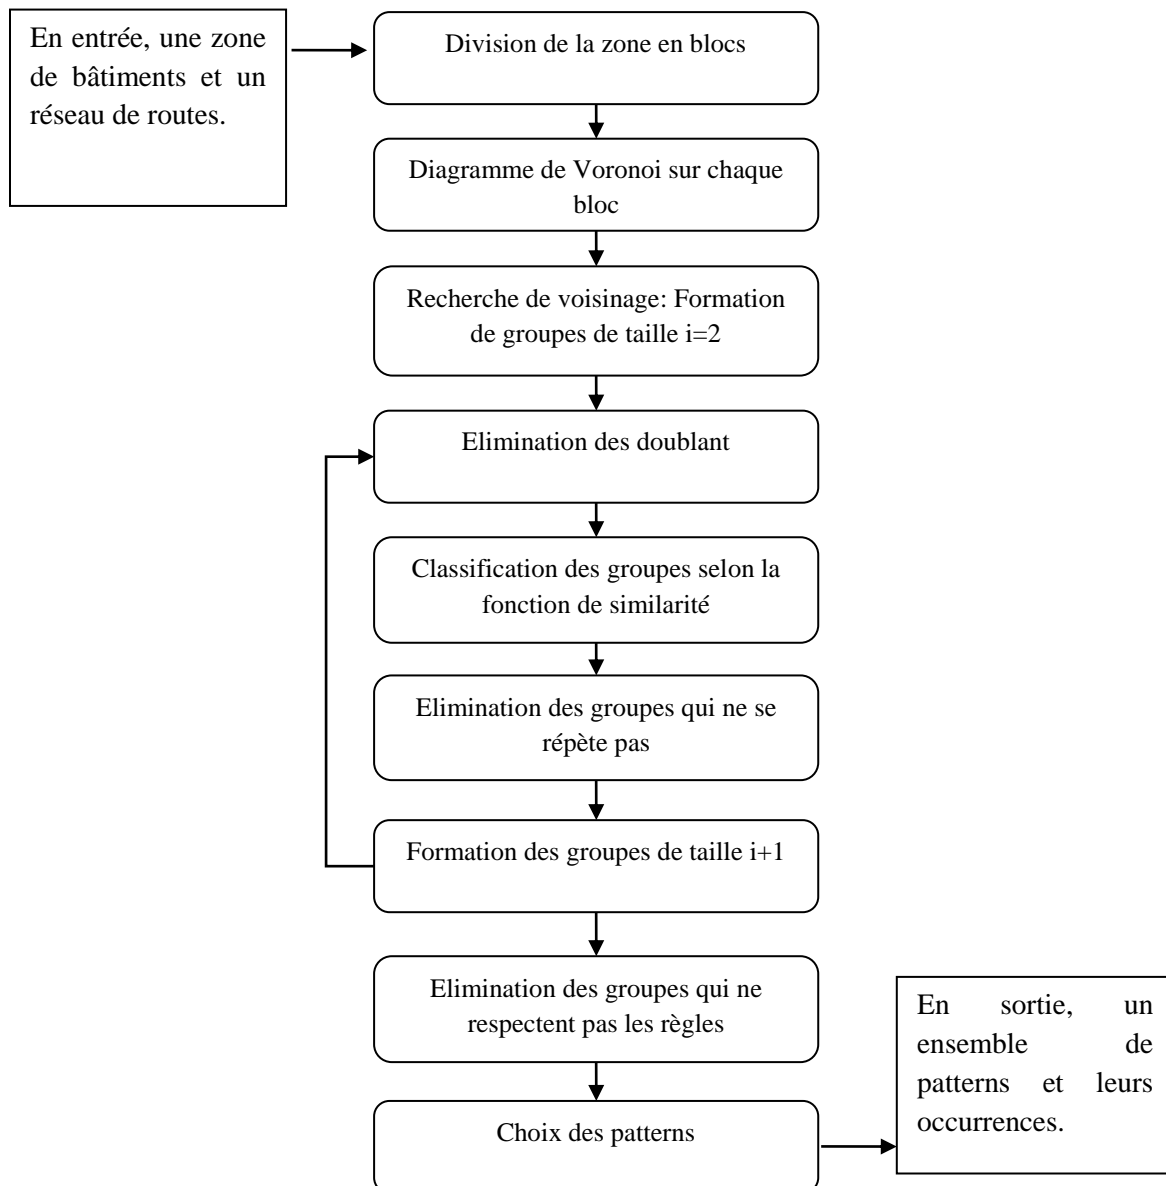 En entrée, une zone
de bâtiments et un
réseau de routes.
Division de la zone en blocs
Diagramme de Voronoi sur chaque
bloc
Recherche de voisinage: Formation
de groupes de taille i=2
Elimination des doublant
Classification des groupes selon la
fonction de similarité
Elimination des groupes qui ne se
répète pas
Formation des groupes de taille i+1
Elimination des groupes qui ne
respectent pas les règles
Choix des patterns
En sortie, un
ensemble de
patterns et leurs
occurrences.